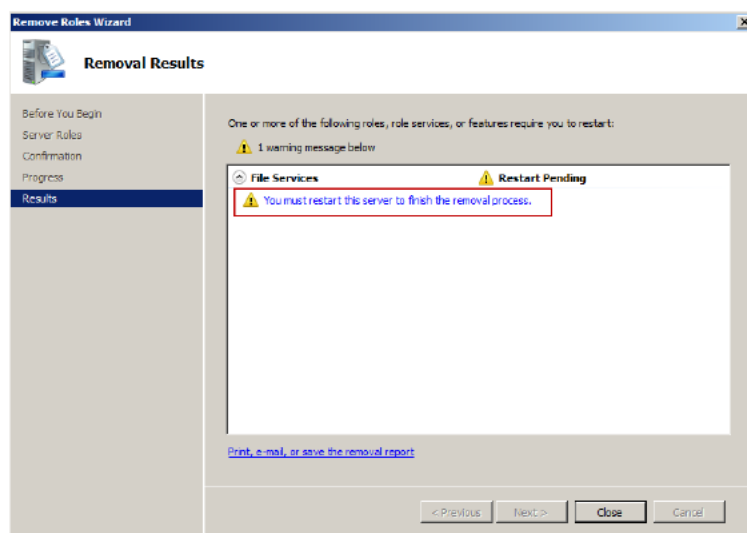 Remove Roles Wizard
Removal Results
Before You Begin
Server Roles
Confirmation
Progress
Results
One or more of the following roles, role services, or features require you to restart:
1 warning message below
File Services Restart Pending
You must restart this server to finish the removal process.
Print, e-mail, or save the removal report
< Previous Next > Close Cancel